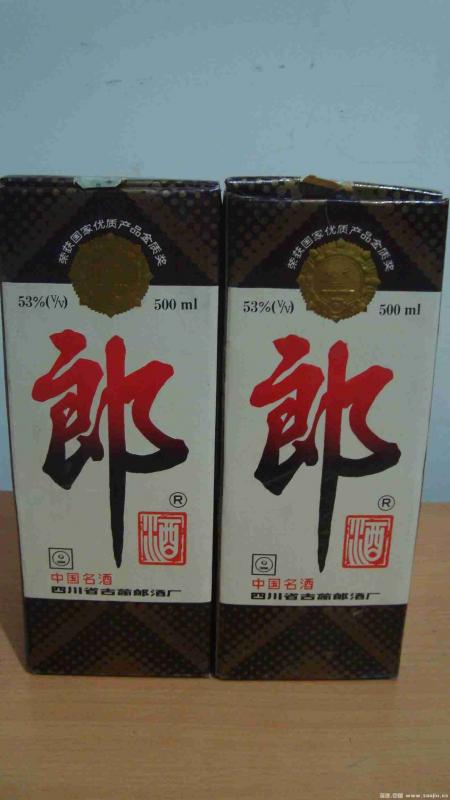 荣获国家优质产品金质奖
53%(V/V) 500 ml
郎
®
酒
中国名酒
四川省古蔺郎酒厂
荣获国家优质产品金质奖
53%(V/V) 500 ml
郎
®
酒
中国名酒
四川省古蔺郎酒厂